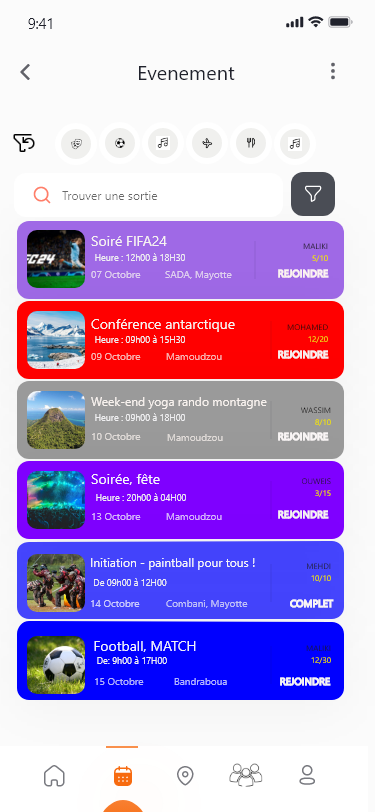 9:41
Evenement
Trouver une sortie
Soiré FIFA24
MALIKI
Heure : 12h00 à 18H30
5/10
07 Octobre SADA, Mayotte
REJOINDRE
Conférence antarctique
MOHAMED
Heure : 09h00 à 15H30
12/20
09 Octobre Mamoudzou
REJOINDRE
Week-end yoga rando montagne
WASSIM
Heure : 09h00 à 18H00
8/10
10 Octobre Mamoudzou
REJOINDRE
Soirée, fête
Heure : 20h00 à 04H00
3/15
13 Octobre Mamoudzou
REJOINDRE
Initiation - paintball pour tous !
MEHDI
De 09h00 à 12H00
10/10
14 Octobre Combani, Mayotte
COMPLET
Football, MATCH
De: 9h00 à 17H00
12/30
15 Octobre Bandraboua
REJOINDRE